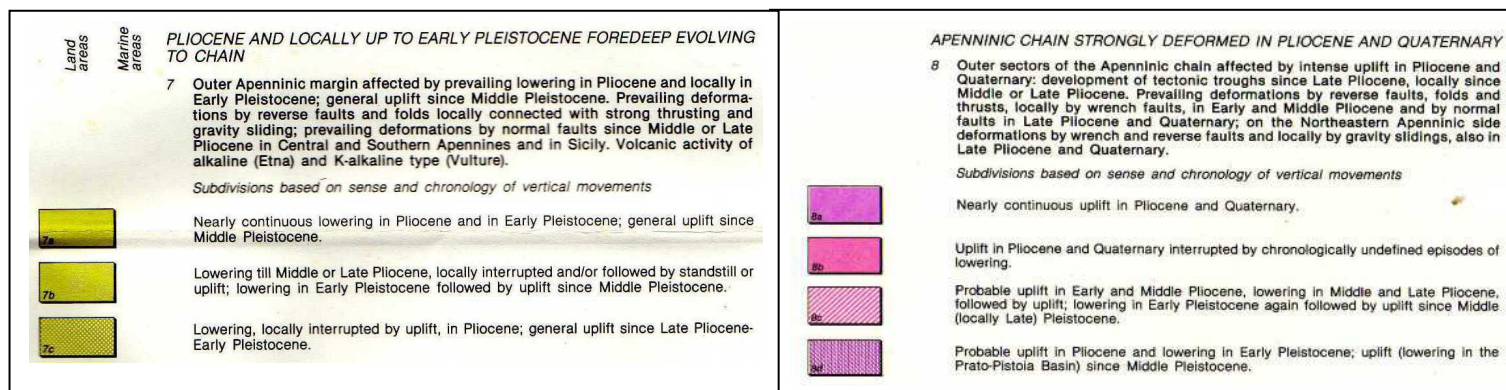 Land areas
Marine areas
PLIOCENE AND LOCALLY UP TO EARLY PLEISTOCENE FOREDEEP EVOLVING
TO CHAIN
7 Outer Apenninic margin affected by prevailing lowering in Pliocene and locally in
Early Pleistocene; general uplift since Middle Pleistocene. Prevailing deforma-
tions by reverse faults and folds locally connected with strong thrusting and
gravity sliding; prevailing deformations by normal faults since Middle or Late
Pliocene in Central and Southern Apennines and in Sicily. Volcanic activity of
alkaline (Etna) and K-alkaline type (Vulture).
Subdivisions based on sense and chronology of vertical movements
7a
Nearly continuous lowering in Pliocene and in Early Pleistocene; general uplift since
Middle Pleistocene.
7b
Lowering till Middle or Late Pliocene, locally interrupted and/or followed by standstill or
uplift; lowering in Early Pleistocene followed by uplift since Middle Pleistocene.
7c
Lowering, locally interrupted by uplift, in Pliocene; general uplift since Late Pliocene-
Early Pleistocene.
APENNINIC CHAIN STRONGLY DEFORMED IN PLIOCENE AND QUATERNARY
8 Outer sectors of the Apenninic chain affected by intense uplift in Pliocene and
Quaternary: development of tectonic troughs since Late Pliocene, locally since
Middle or Late Pliocene. Prevailing deformations by reverse faults, folds and
thrusts, locally by wrench faults, in Early and Middle Pliocene and by normal
faults in Late Pliocene and Quaternary; on the Northeastern Apenninic side
deformations by wrench and reverse faults and locally by gravity slidings, also in
Late Pliocene and Quaternary.
Subdivisions based on sense and chronology of vertical movements
8a
Nearly continuous uplift in Pliocene and Quaternary.
8b
Uplift in Pliocene and Quaternary interrupted by chronologically undefined episodes of
lowering.
8c
Probable uplift in Early and Middle Pliocene, lowering in Middle and Late Pliocene,
followed by uplift; lowering in Early Pleistocene again followed by uplift since Middle
(locally Late) Pleistocene.
8d
Probable uplift in Pliocene and lowering in Early Pleistocene; uplift (lowering in the
Prato-Pistoia Basin) since Middle Pleistocene.